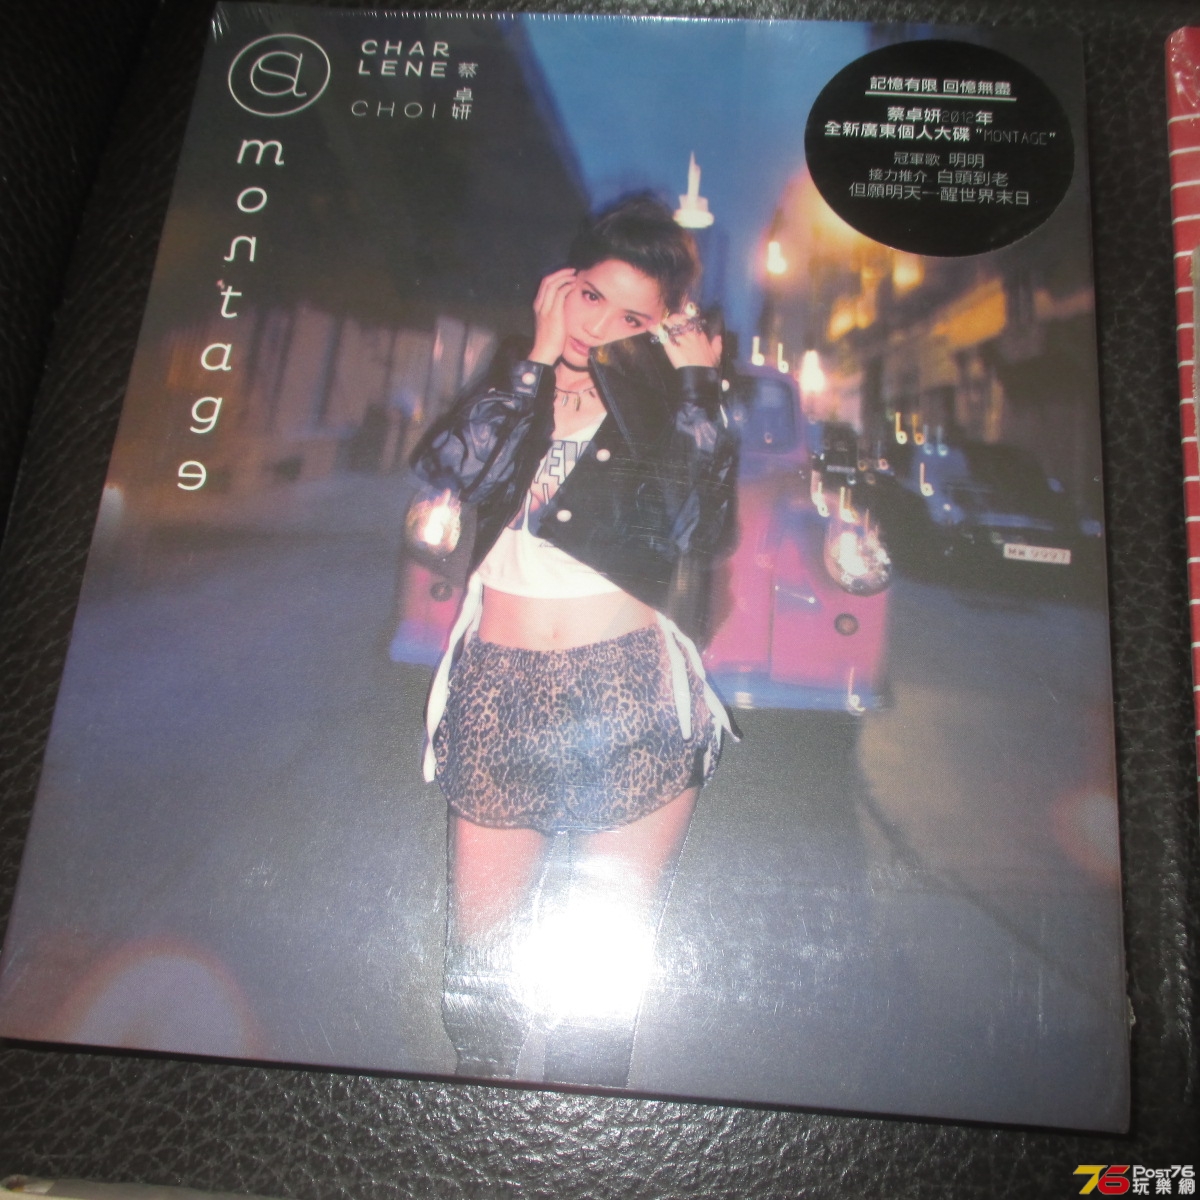 CHAR
LENE 蔡卓妍
CHOI
montage
記憶有限 回憶無盡
蔡卓妍2012年
全新廣東個人大碟 "MONTAGE"
冠軍歌 明明
接力推介 白頭到老
但願明天一醒世界末日
9997
76 Post76
玩樂網